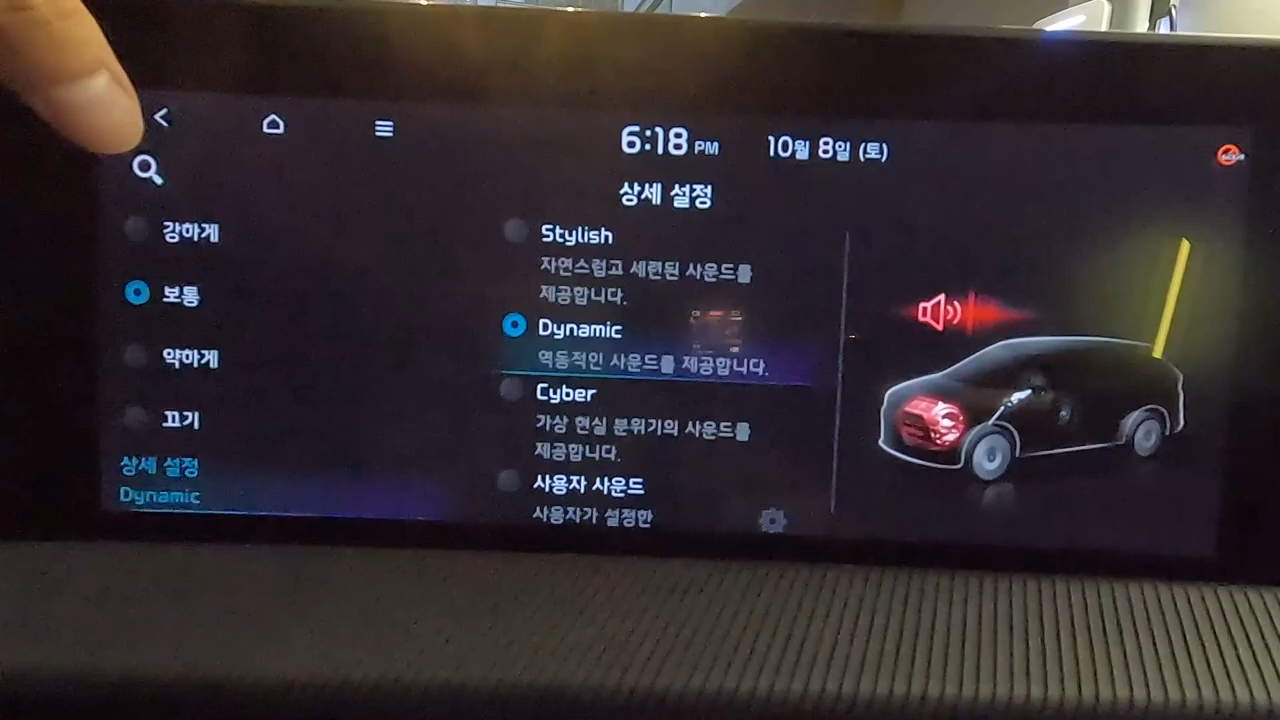 6:18 PM
10월 8일 (토)
상세 설정
강하게
보통
약하게
끄기
상세 설정
Dynamic
Stylish
자연스럽고 세련된 사운드를
제공합니다.
Dynamic
역동적인 사운드를 제공합니다.
Cyber
가상 현실 분위기의 사운드를
제공합니다.
사용자 사운드
사용자가 설정한